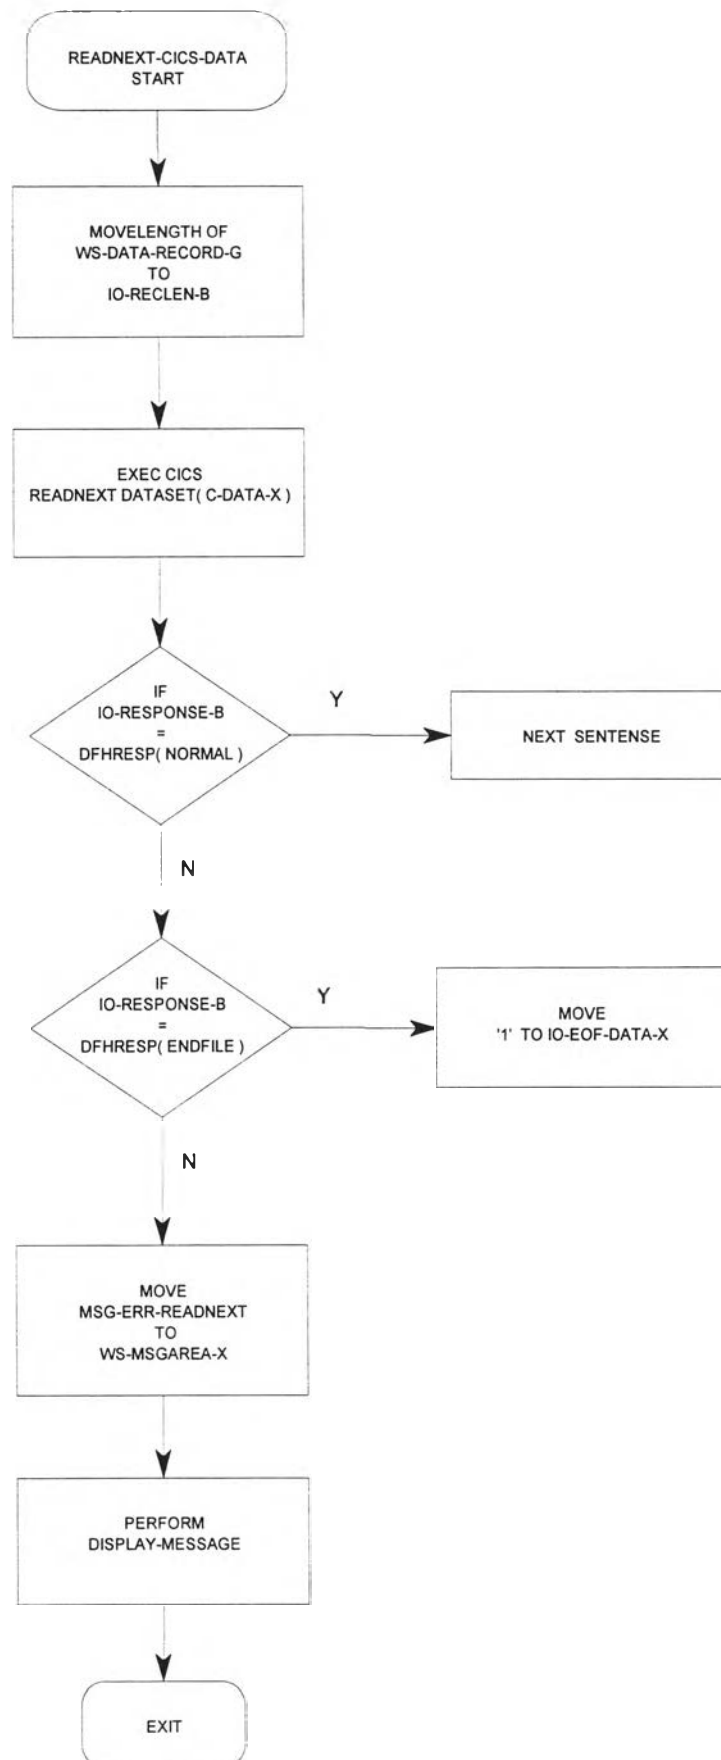 READNEXT-CICS-DATA
START
MOVELENGTH OF
WS-DATA-RECORD-G
TO
IO-RECLEN-B
EXEC CICS
READNEXT DATASET( C-DATA-X )
IF
IO-RESPONSE-B
=
DFHRESP( NORMAL )
Y
NEXT SENTENSE
N
IF
IO-RESPONSE-B
=
DFHRESP( ENDFILE )
Y
MOVE
'1' TO IO-EOF-DATA-X
N
MOVE
MSG-ERR-READNEXT
TO
WS-MSGAREA-X
PERFORM
DISPLAY-MESSAGE
EXIT